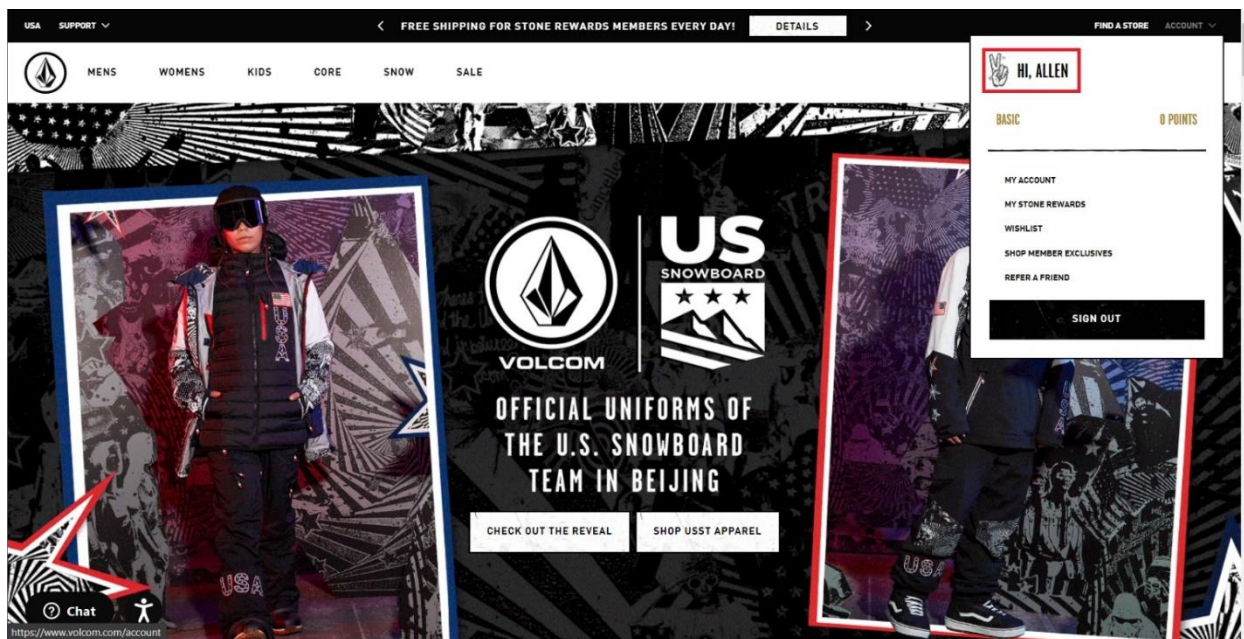 USA SUPPORT
FREE SHIPPING FOR STONE REWARDS MEMBERS EVERY DAY! DETAILS
FIND A STORE ACCOUNT
MENS WOMENS KIDS CORE SNOW SALE
HI, ALLEN
BASIC 0 POINTS
MY ACCOUNT
MY STONE REWARDS
WISHLIST
SHOP MEMBER EXCLUSIVES
REFER A FRIEND
SIGN OUT
VOLCOM
US
SNOWBOARD
OFFICIAL UNIFORMS OF
THE U.S. SNOWBOARD
TEAM IN BEIJING
CHECK OUT THE REVEAL SHOP USST APPAREL
USA
USA
Chat
https://www.volcom.com/account